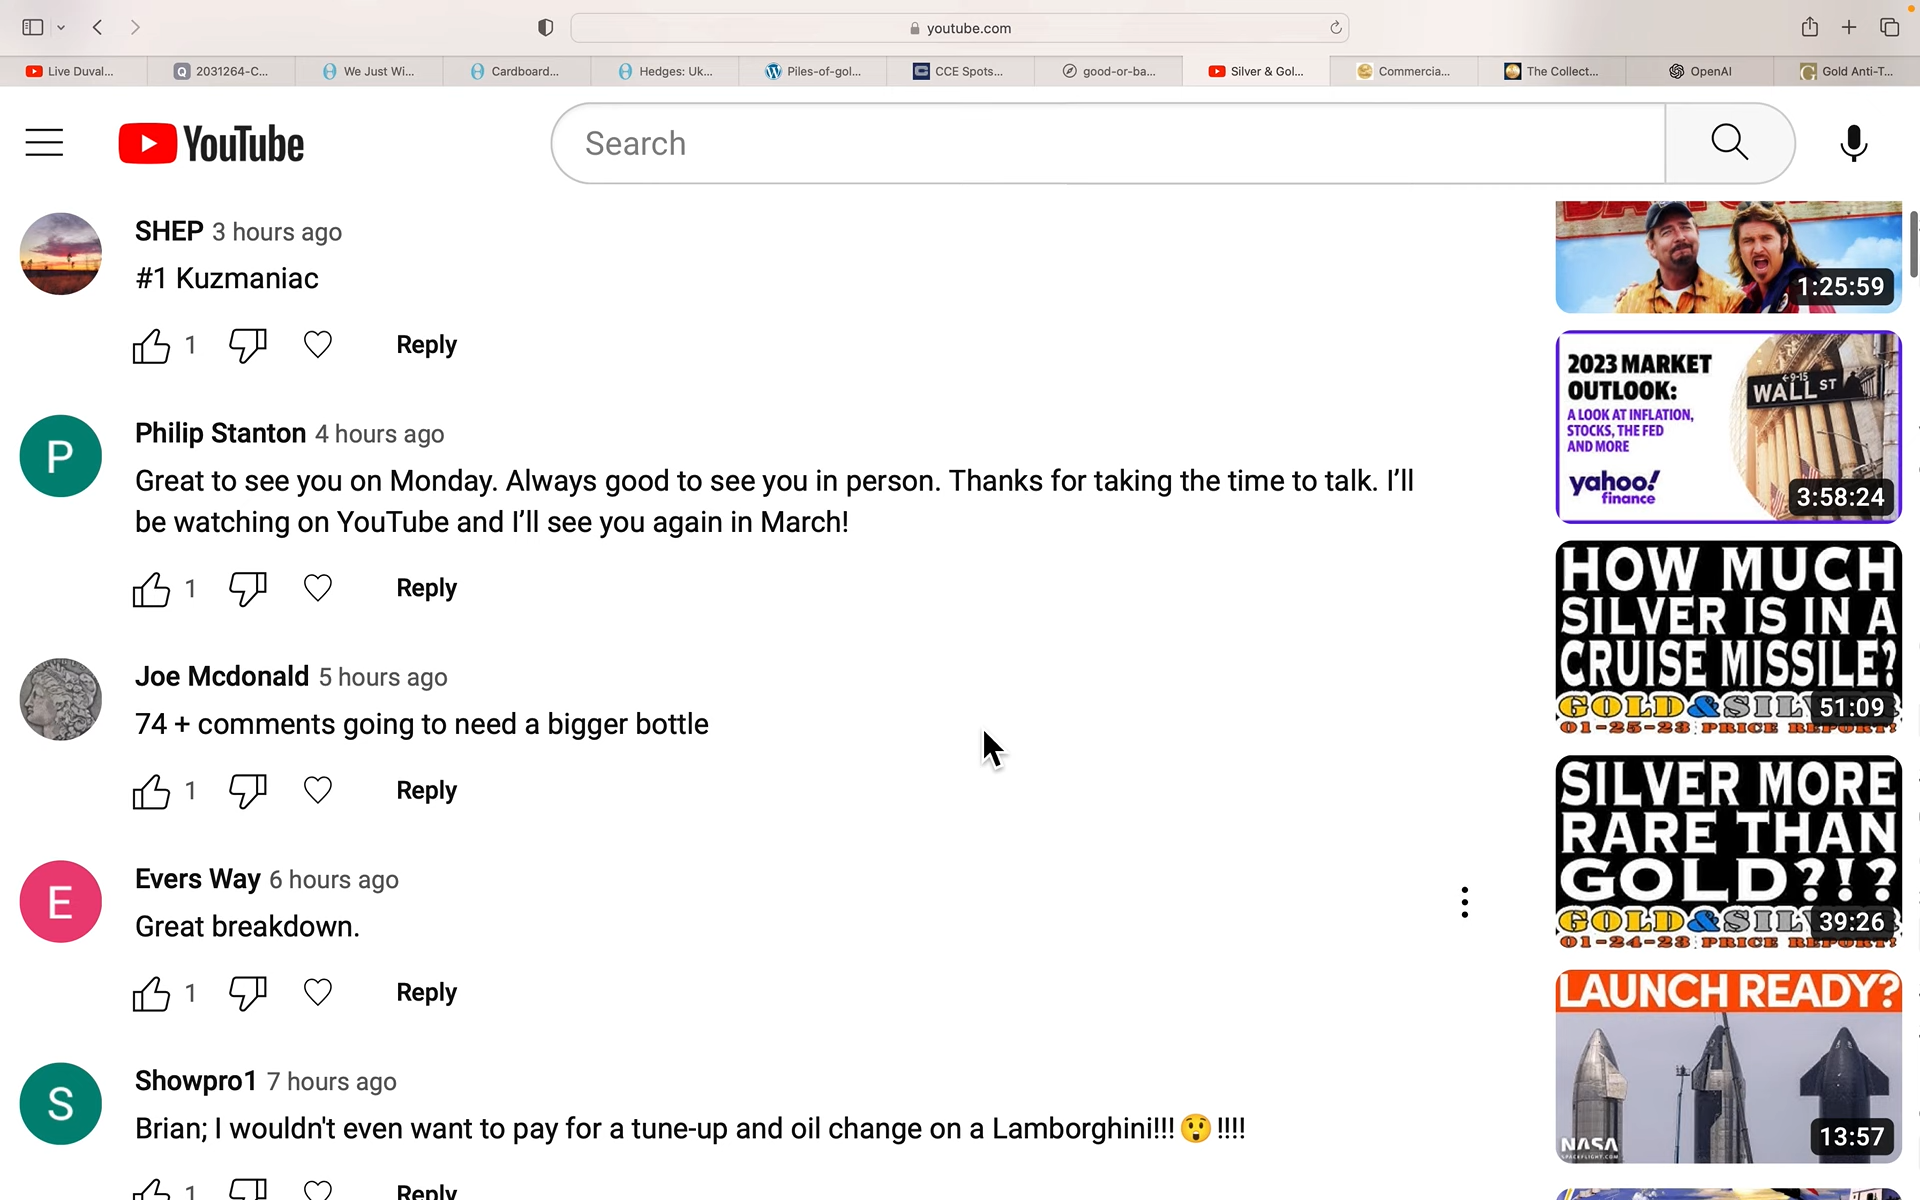 youtube.com
Live Duval...
2031264-C...
We Just Wi...
Cardboard...
Hedges: Uk...
Piles-of-gol...
CCE Spots...
good-or-ba...
Silver & Gol...
Commercia...
The Collect...
OpenAI
Gold Anti-T...
YouTube
Search
SHEP 3 hours ago
#1 Kuzmaniac
1
Reply
Philip Stanton 4 hours ago
Great to see you on Monday. Always good to see you in person. Thanks for taking the time to talk. I’ll
be watching on YouTube and I’ll see you again in March!
1
Reply
Joe Mcdonald 5 hours ago
74 + comments going to need a bigger bottle
1
Reply
Evers Way 6 hours ago
Great breakdown.
1
Reply
Showpro1 7 hours ago
Brian; I wouldn't even want to pay for a tune-up and oil change on a Lamborghini!!!😲!!!!
1
Reply
P
E
S
1:25:59
2023 MARKET
OUTLOOK:
A LOOK AT INFLATION,
STOCKS, THE FED
AND MORE
yahoo!
finance
9-15
WALL ST
3:58:24
HOW MUCH
SILVER IS IN A
CRUISE MISSILE?
GOLD&SIL
51:09
01-25-23 PRICE REPORT!
SILVER MORE
RARE THAN
GOLD?!?
GOLD&SIL
39:26
01-24-23 PRICE REPORT!
LAUNCH READY?
NASA
SPACEFLIGHT.COM
13:57